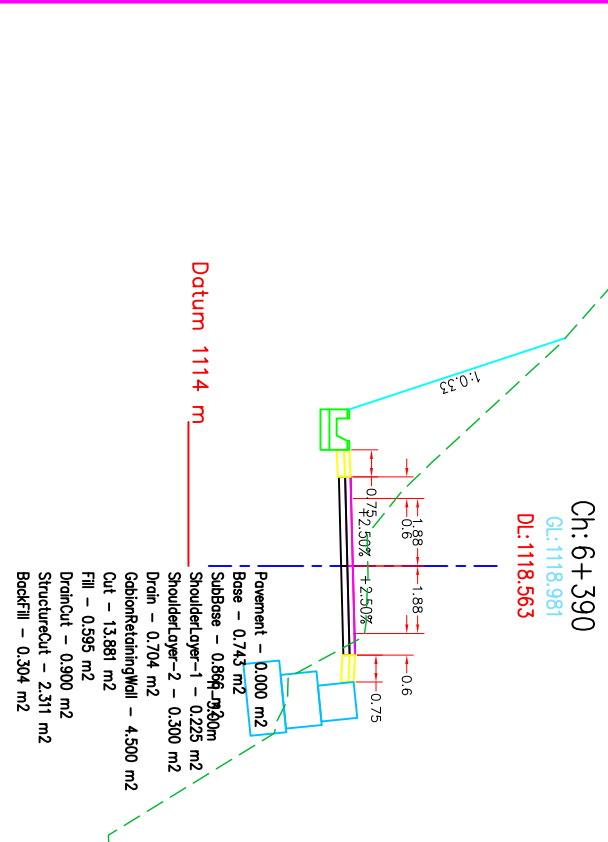 Ch:6+390
GL:1118.981
DL:1118.563
1:0.33
0.75
0.6
1.88
1.88
0.6
0.75
+2.50%
+2.50%
Datum 1114 m
Pavement - 0.000 m2
Base - 0.743 m2
SubBase - 0.866 m2
ShoulderLayer-1 - 0.225 m2
ShoulderLayer-2 - 0.300 m2
Drain - 0.704 m2
GabionRetainingWall - 4.500 m2
Cut - 13.881 m2
Fill - 0.595 m2
DrainCut - 0.900 m2
StructureCut - 2.311 m2
BackFill - 0.304 m2